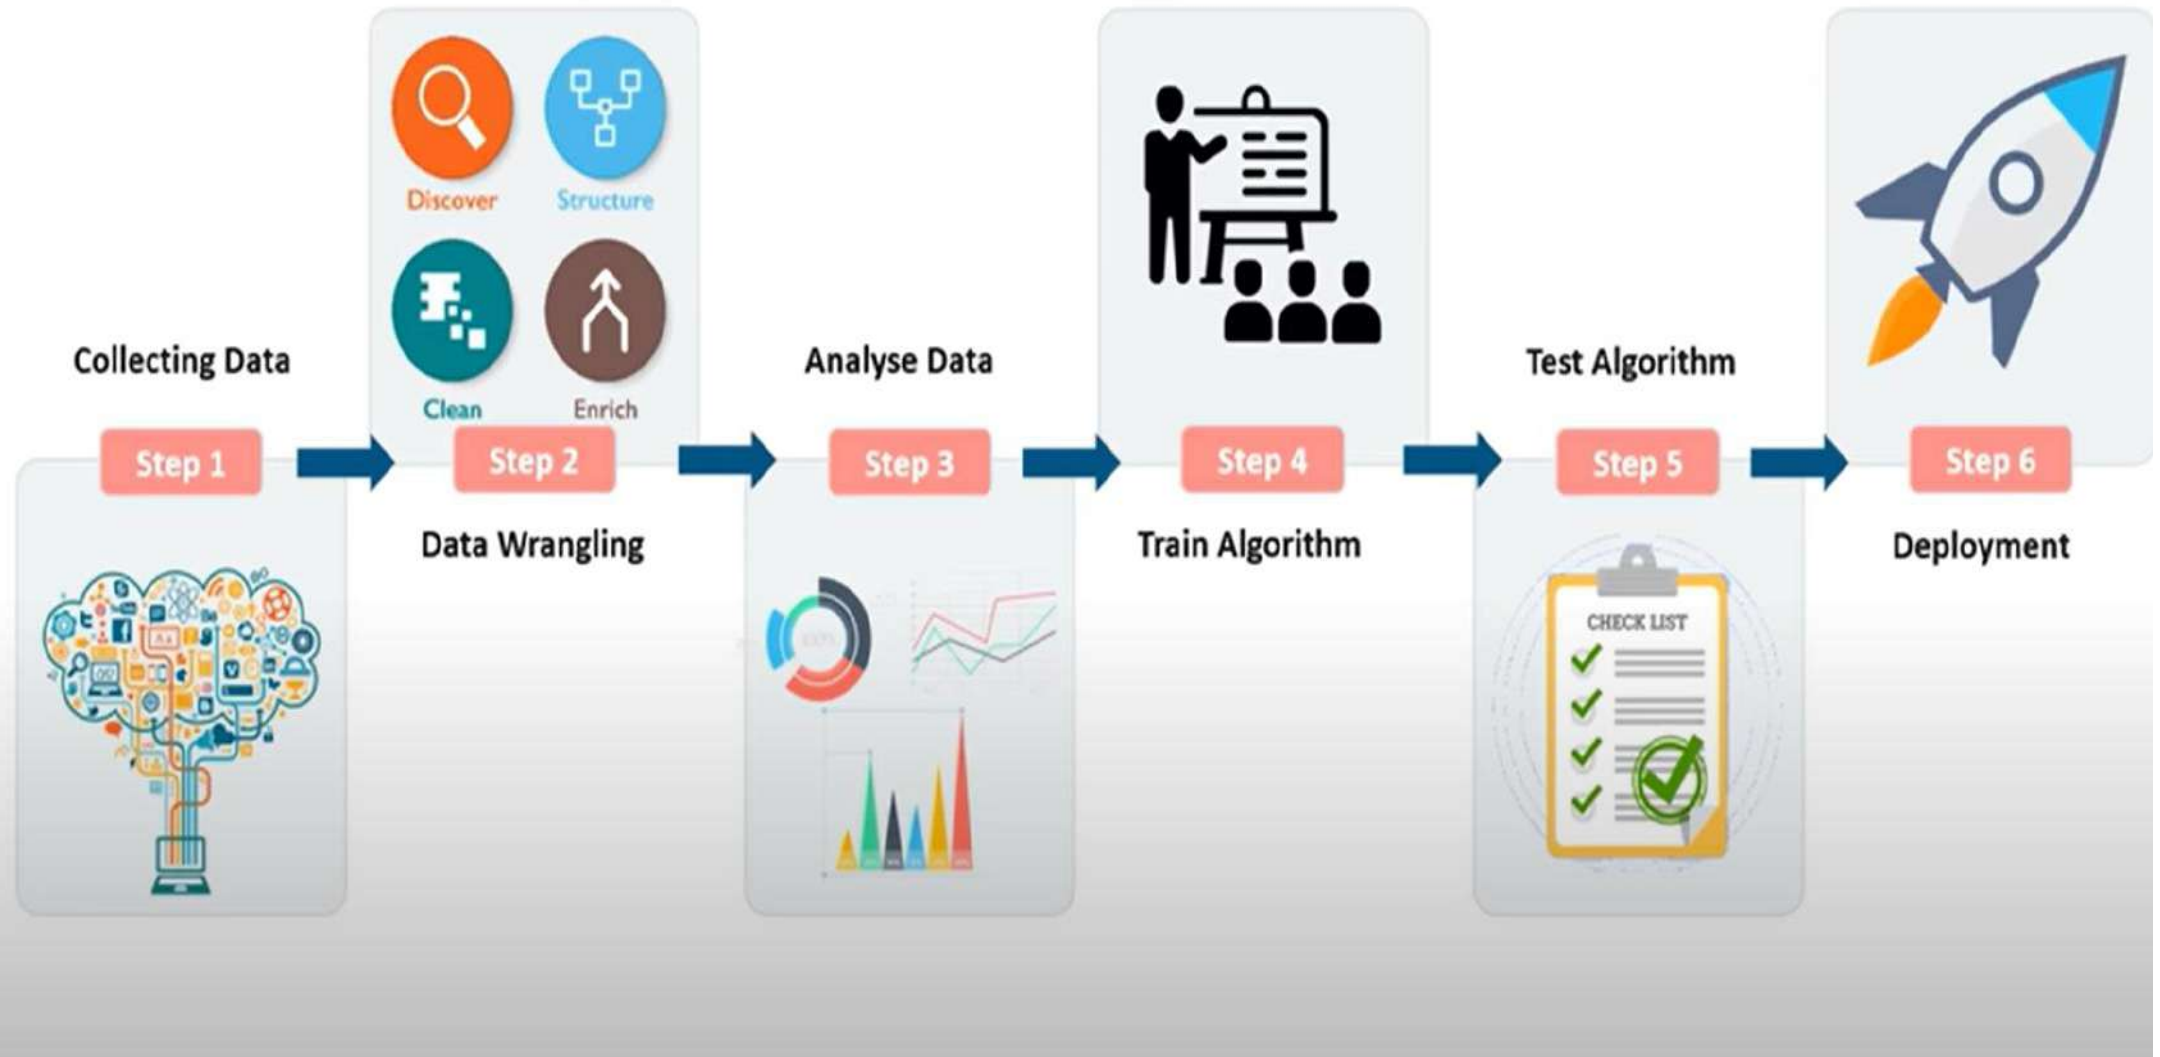 Discover
Structure
Clean
Enrich
Collecting Data
Analyse Data
Test Algorithm
Step 1
Step 2
Step 3
Step 4
Step 5
Step 6
Data Wrangling
Train Algorithm
Deployment
CHECK LIST